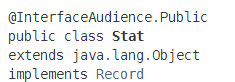 @InterfaceAudience.Public
public class Stat
extends java.lang.Object
implements Record